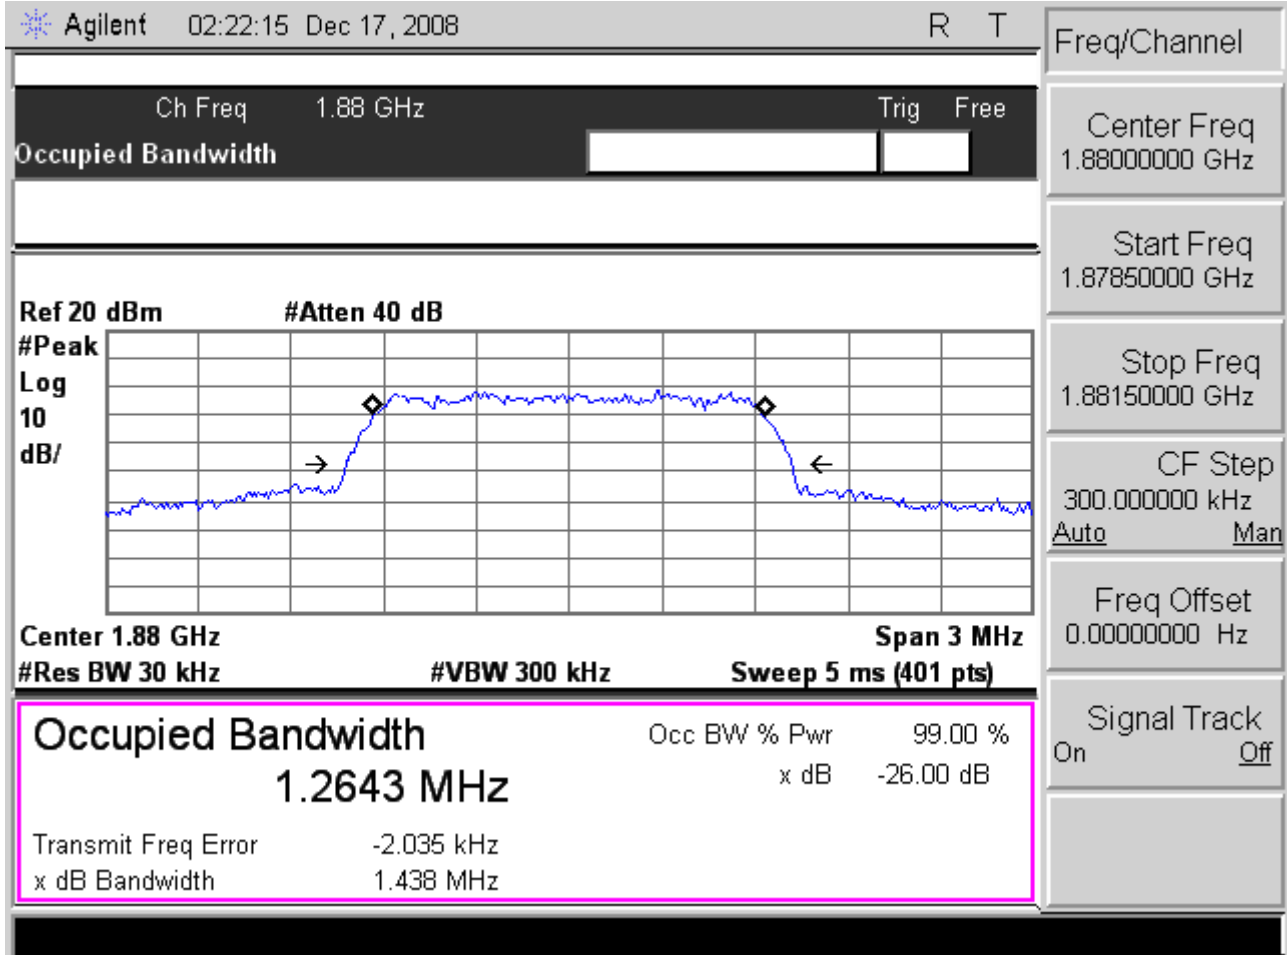 Agilent 02:22:15 Dec 17, 2008 R T
Ch Freq 1.88 GHz Trig Free
Occupied Bandwidth
Ref 20 dBm #Atten 40 dB
#Peak
Log
10
dB/
Center 1.88 GHz Span 3 MHz
#Res BW 30 kHz #VBW 300 kHz Sweep 5 ms (401 pts)
Occupied Bandwidth
1.2643 MHz
Occ BW % Pwr 99.00 %
x dB -26.00 dB
Transmit Freq Error -2.035 kHz
x dB Bandwidth 1.438 MHz
Freq/Channel
Center Freq
1.88000000 GHz
Start Freq
1.87850000 GHz
Stop Freq
1.88150000 GHz
CF Step
300.000000 kHz
Auto Man
Freq Offset
0.00000000 Hz
Signal Track
On Off